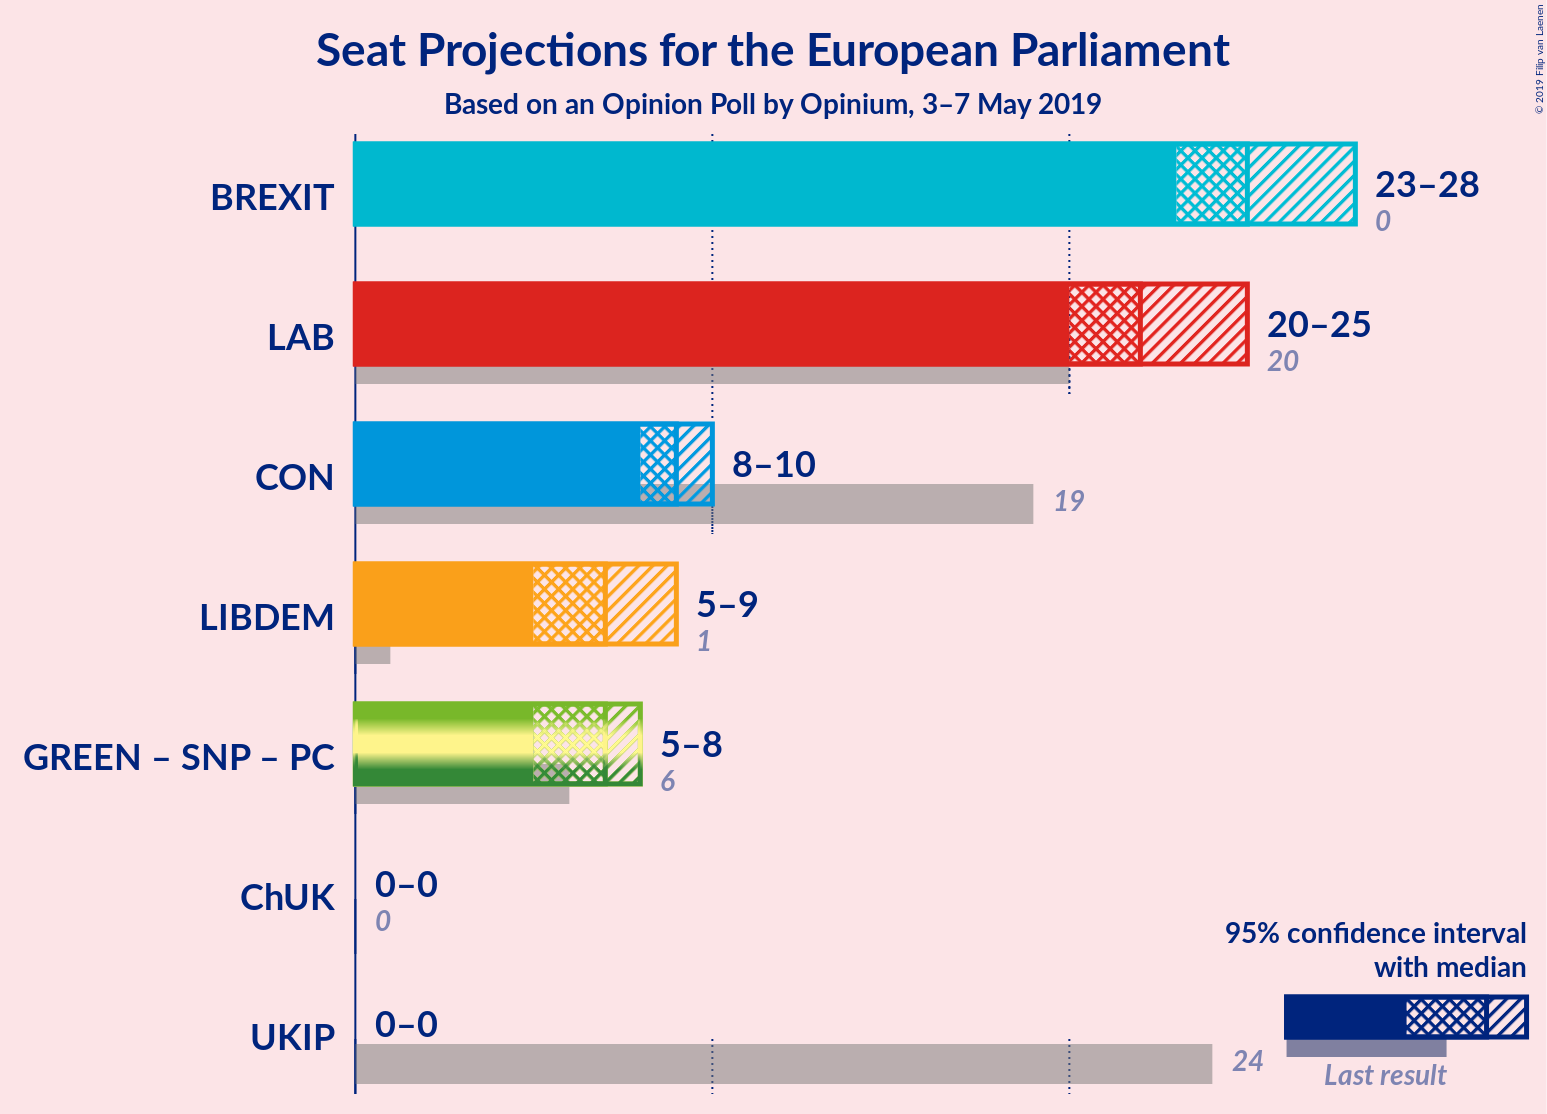 Seat Projections for the European Parliament
Based on an Opinion Poll by Opinium, 3–7 May 2019
© 2019 Filip van Laenen
BREXIT
23–28
0
LAB
20–25
20
CON
8–10
19
LIBDEM
5–9
1
GREEN – SNP – PC
5–8
6
ChUK
0–0
0
UKIP
0–0
24
95% confidence interval
with median
Last result